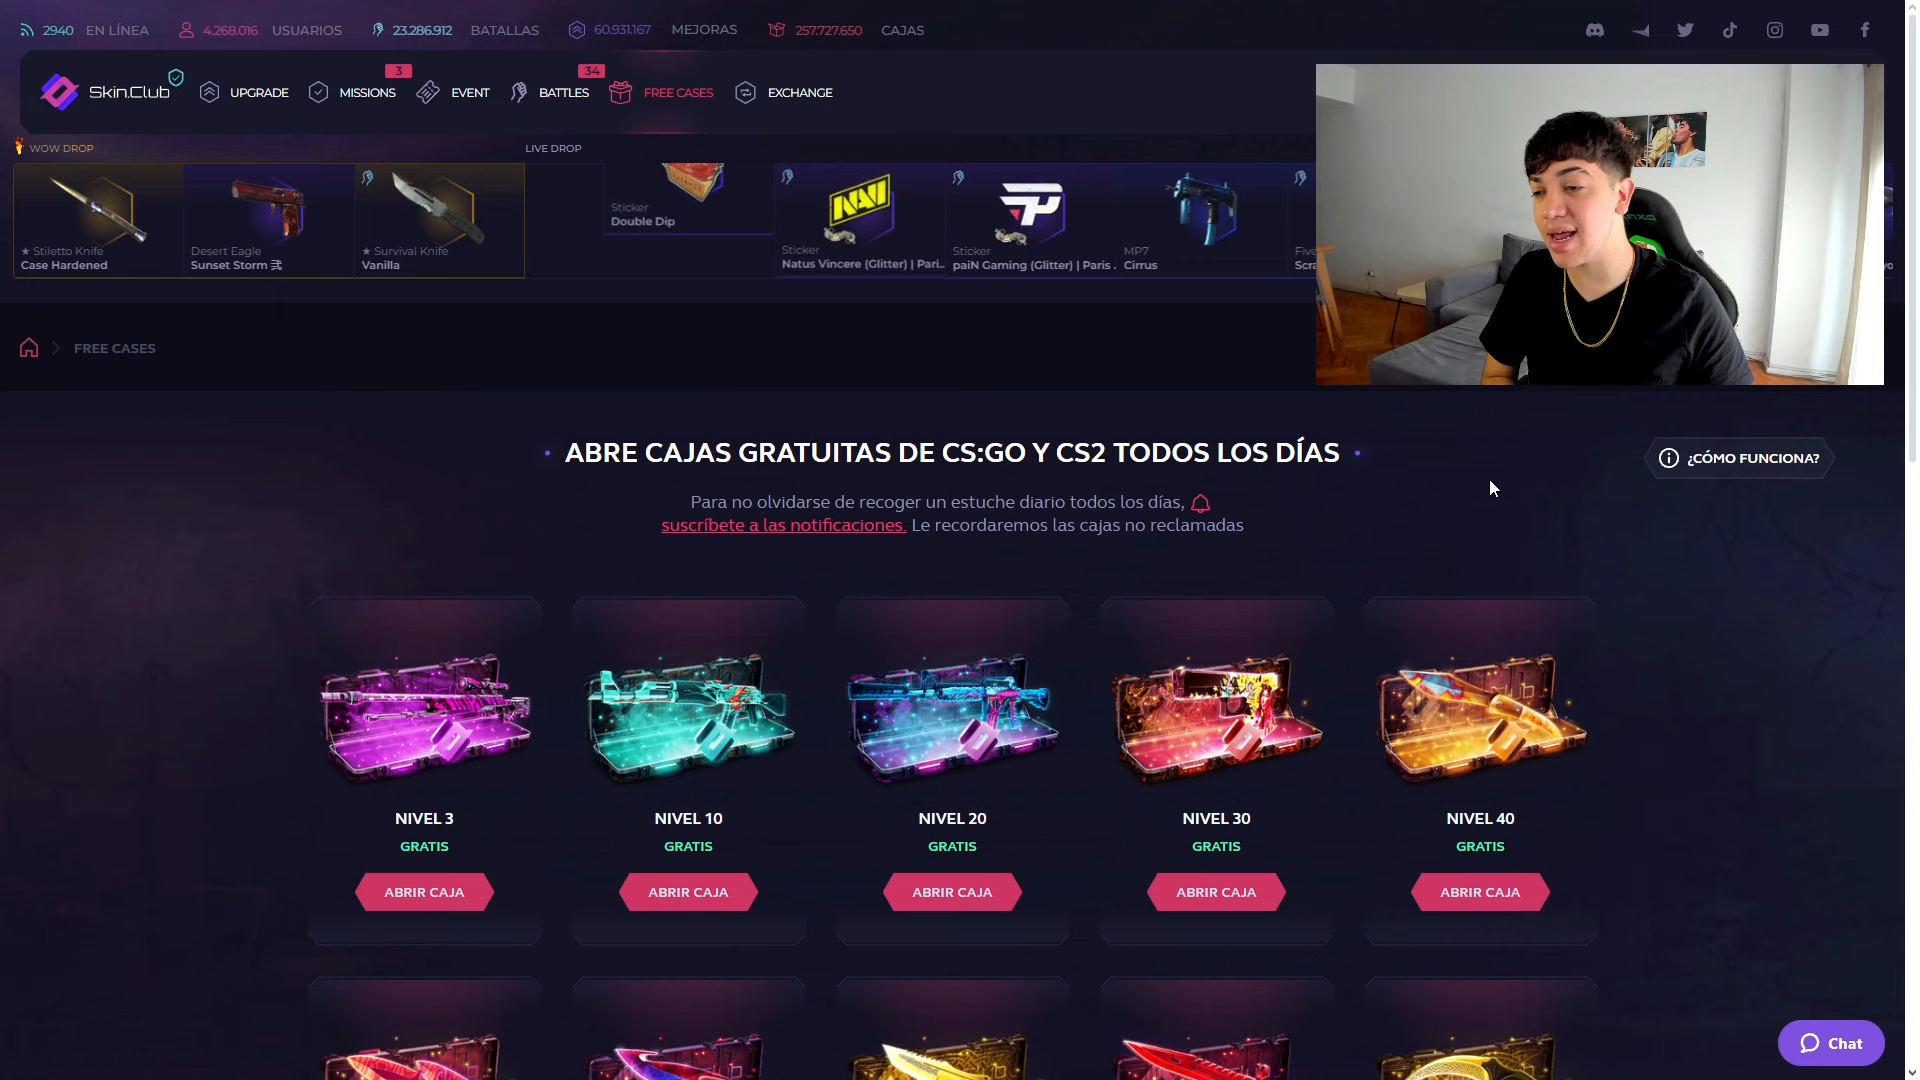 2940 EN LÍNEA 4.268.016 USUARIOS 23.286.912 BATALLAS 60.931.167 MEJORAS 257.727.650 CAJAS
3 34
Skin.Club UPGRADE MISSIONS EVENT BATTLES FREE CASES EXCHANGE
WOW DROP LIVE DROP
★ Stiletto Knife
Case Hardened
Desert Eagle
Sunset Storm 弐
★ Survival Knife
Vanilla
Sticker
Double Dip
NAVI
Sticker
Natus Vincere (Glitter) | Pari..
Sticker
paiN Gaming (Glitter) | Paris .
MP7
Cirrus
Five
Scra
FREE CASES
ABRE CAJAS GRATUITAS DE CS:GO Y CS2 TODOS LOS DÍAS
¿CÓMO FUNCIONA?
Para no olvidarse de recoger un estuche diario todos los días,
suscríbete a las notificaciones. Le recordaremos las cajas no reclamadas
NIVEL 3 NIVEL 10 NIVEL 20 NIVEL 30 NIVEL 40
GRATIS GRATIS GRATIS GRATIS GRATIS
ABRIR CAJA ABRIR CAJA ABRIR CAJA ABRIR CAJA ABRIR CAJA
Chat